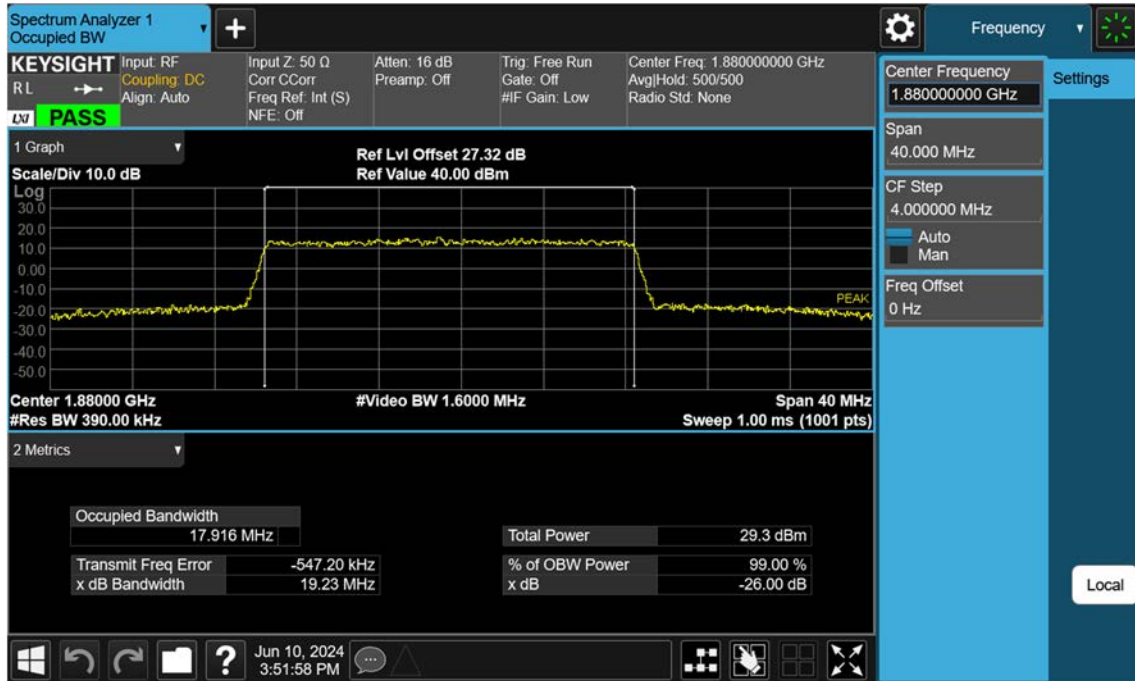 Spectrum Analyzer 1
Occupied BW
+
Frequency
KEYSIGHT
RL
LXI PASS
Input: RF
Coupling: DC
Align: Auto
Input Z: 50 Ω
Corr CCorr
Freq Ref: Int (S)
NFE: Off
Atten: 16 dB
Preamp: Off
Trig: Free Run
Gate: Off
#IF Gain: Low
Center Freq: 1.880000000 GHz
Avg|Hold: 500/500
Radio Std: None
Center Frequency
1.880000000 GHz
Settings
Span
40.000 MHz
CF Step
4.000000 MHz
Auto
Man
Freq Offset
0 Hz
Local
1 Graph
Scale/Div 10.0 dB
Ref Lvl Offset 27.32 dB
Ref Value 40.00 dBm
Log
30.0
20.0
10.0
0.00
-10.0
-20.0
-30.0
-40.0
-50.0
PEAK
Center 1.88000 GHz
#Video BW 1.6000 MHz
Span 40 MHz
#Res BW 390.00 kHz
Sweep 1.00 ms (1001 pts)
2 Metrics
Occupied Bandwidth
17.916 MHz
Total Power 29.3 dBm
Transmit Freq Error -547.20 kHz
% of OBW Power 99.00 %
x dB Bandwidth 19.23 MHz
x dB -26.00 dB
?
Jun 10, 2024
3:51:58 PM